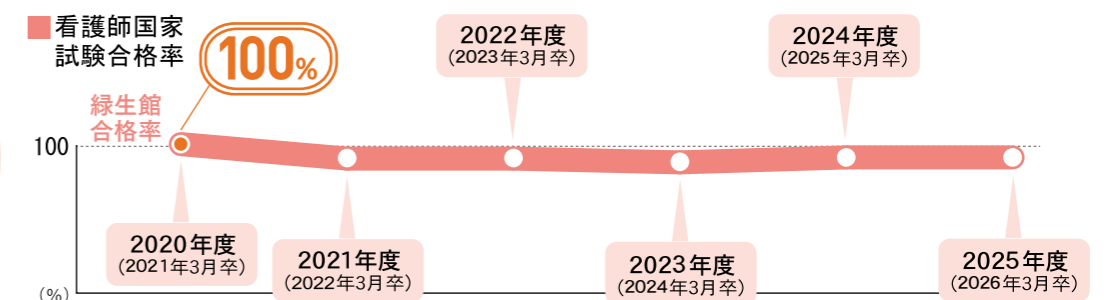 看護師国家
試験合格率
100%
緑生館
合格率
100
2022年度
(2023年3月卒)
2024年度
(2025年3月卒)
2020年度
(2021年3月卒)
2021年度
(2022年3月卒)
2023年度
(2024年3月卒)
2025年度
(2026年3月卒)
(%)